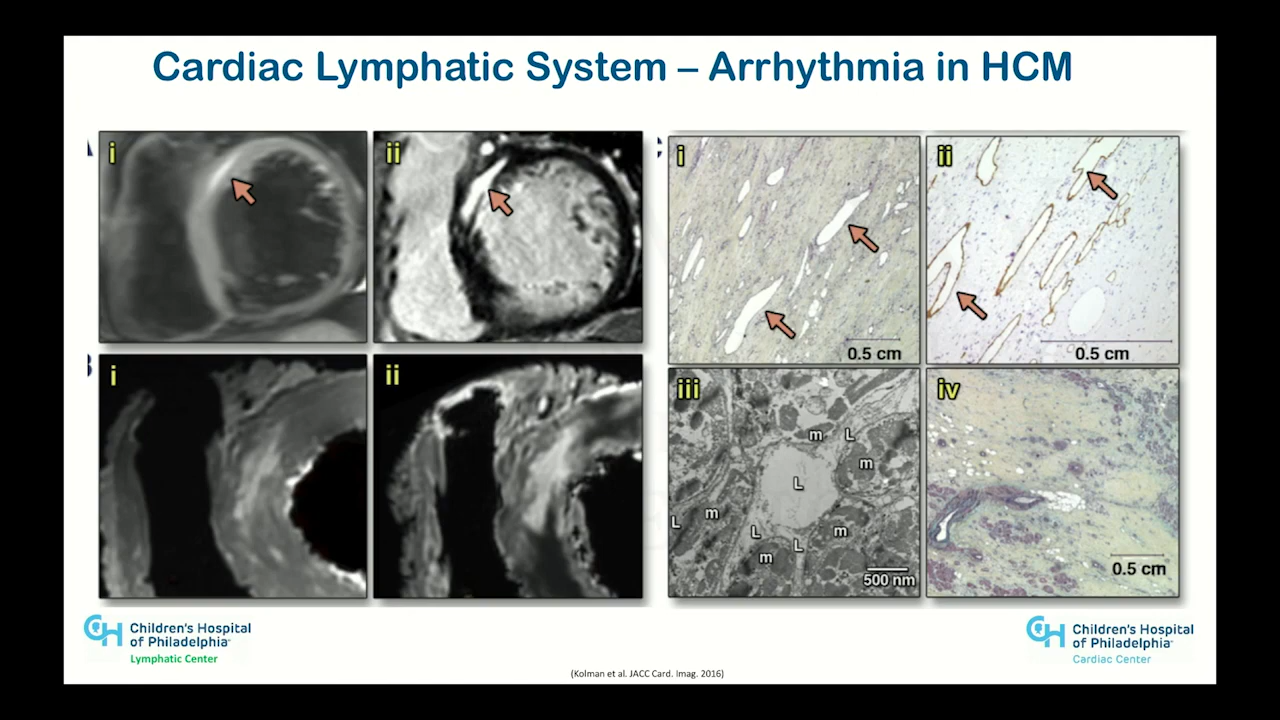 Cardiac Lymphatic System – Arrhythmia in HCM
i
ii
i
ii
0.5 cm
0.5 cm
i
ii
iii
iv
m
L
m
L
m
L
L
m
L
m
500 nm
0.5 cm
Children's Hospital
of Philadelphia
Lymphatic Center
Children's Hospital
of Philadelphia
Cardiac Center
(Kolman et al. JACC Card. Imag. 2016)